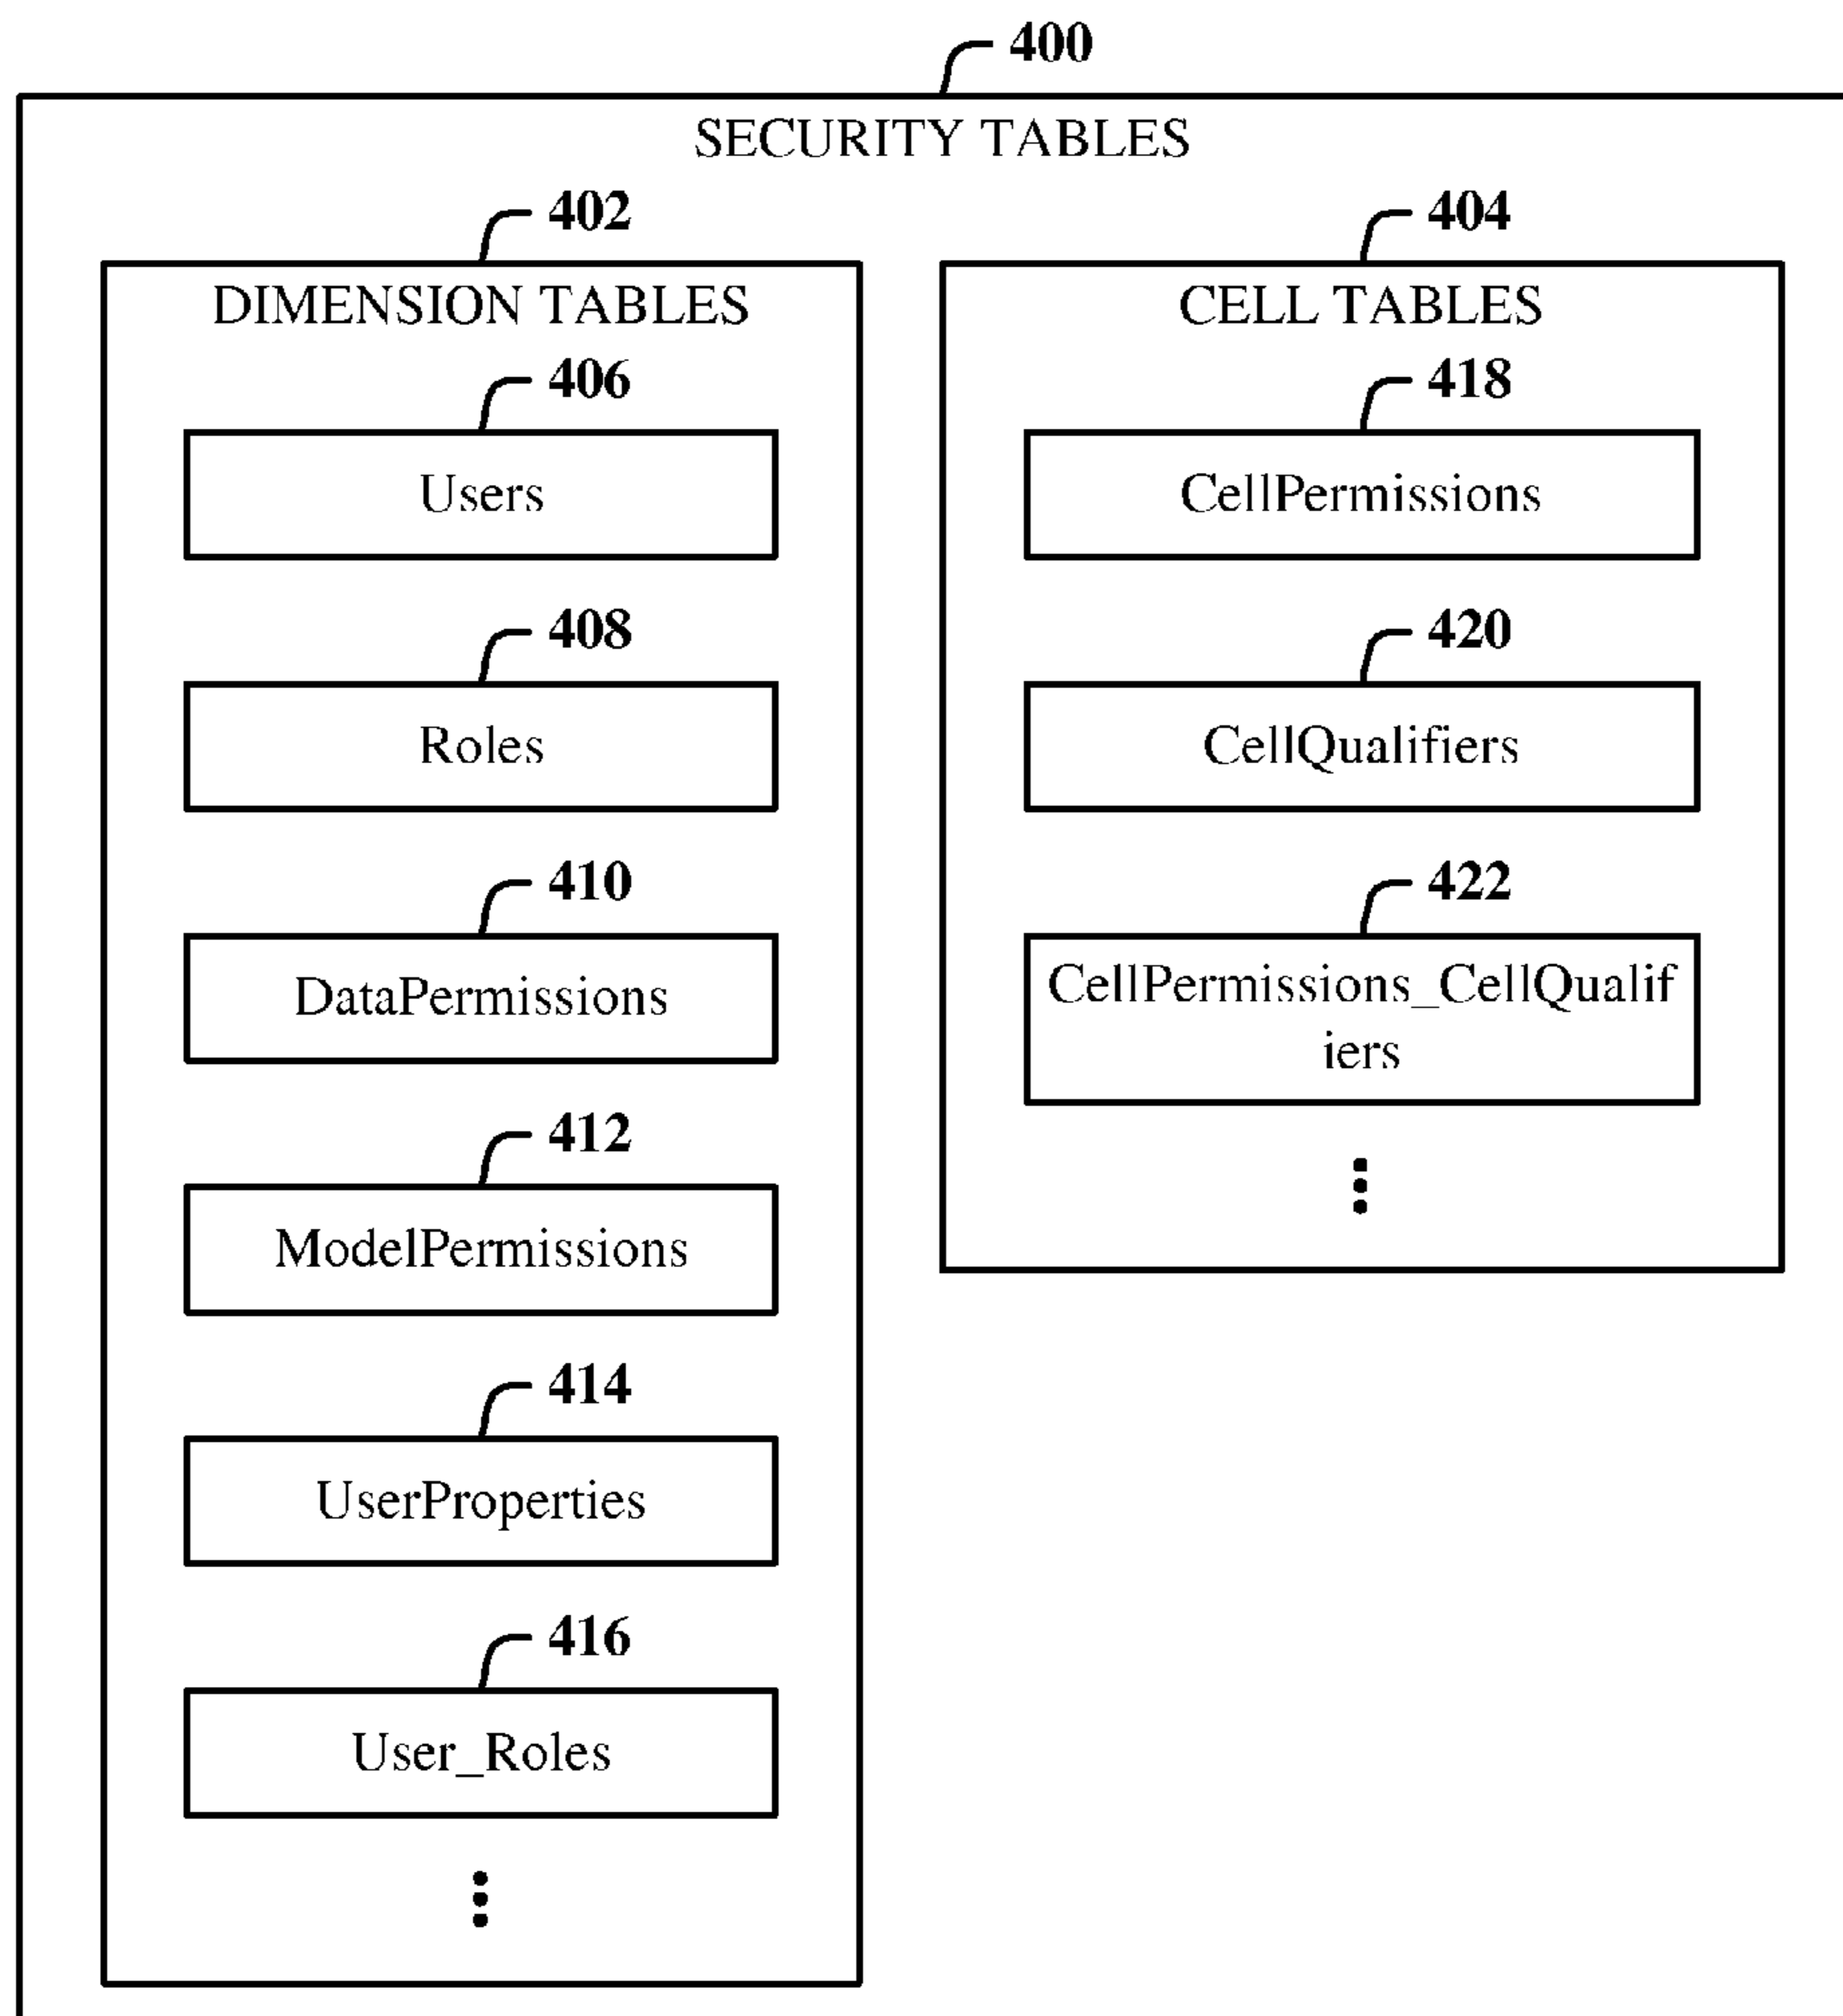 400
SECURITY TABLES
402
DIMENSION TABLES
406
Users
408
Roles
410
DataPermissions
412
ModelPermissions
414
UserProperties
416
User_Roles
404
CELL TABLES
418
CellPermissions
420
CellQualifiers
422
CellPermissions_CellQualif
iers